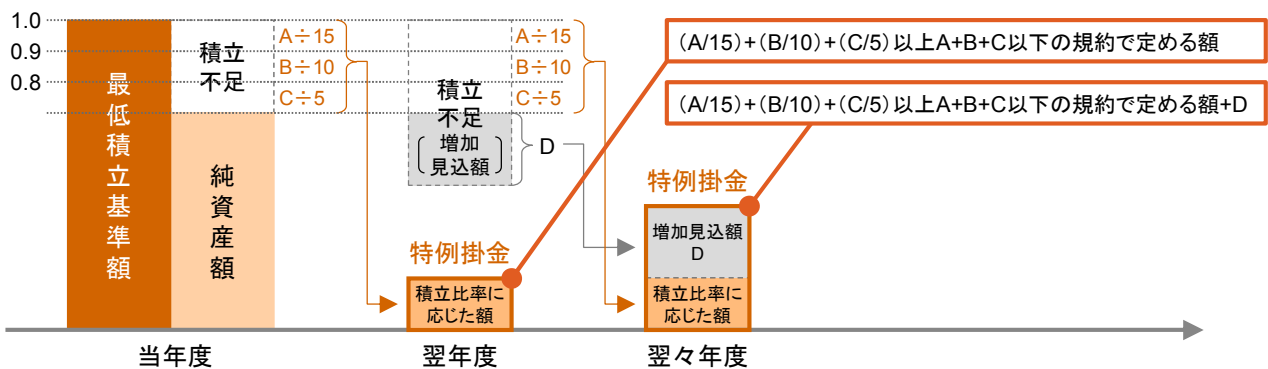 1.0
0.9
0.8
最低積立基準額
積立
不足
純資産額
A÷15
B÷10
C÷5
積立
不足
増加
見込額
A÷15
B÷10
C÷5
D
(A/15)+(B/10)+(C/5)以上A+B+C以下の規約で定める額
(A/15)+(B/10)+(C/5)以上A+B+C以下の規約で定める額+D
特例掛金
積立比率に
応じた額
特例掛金
増加見込額
D
積立比率に
応じた額
当年度
翌年度
翌々年度